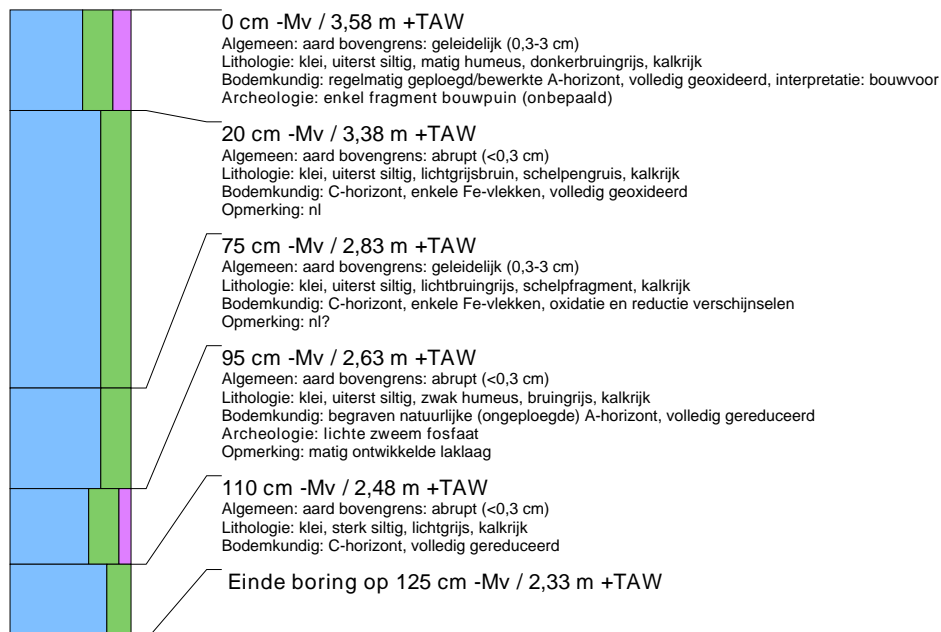 0 cm -Mv / 3,58 m +TAW
Algemeen: aard bovengrens: geleidelijk (0,3-3 cm)
Lithologie: klei, uiterst siltig, matig humeus, donkerbruingrijs, kalkrijk
Bodemkundig: regelmatig geploegd/bewerkte A-horizont, volledig geoxideerd, interpretatie: bouwvoor
Archeologie: enkel fragment bouwpuin (onbepaald)
20 cm -Mv / 3,38 m +TAW
Algemeen: aard bovengrens: abrupt (<0,3 cm)
Lithologie: klei, uiterst siltig, lichtgrijsbruin, schelpengruis, kalkrijk
Bodemkundig: C-horizont, enkele Fe-vlekken, volledig geoxideerd
Opmerking: nl
75 cm -Mv / 2,83 m +TAW
Algemeen: aard bovengrens: geleidelijk (0,3-3 cm)
Lithologie: klei, uiterst siltig, lichtbruingrijs, schelpfragment, kalkrijk
Bodemkundig: C-horizont, enkele Fe-vlekken, oxidatie en reductie verschijnselen
Opmerking: nl?
95 cm -Mv / 2,63 m +TAW
Algemeen: aard bovengrens: abrupt (<0,3 cm)
Lithologie: klei, uiterst siltig, zwak humeus, bruingrijs, kalkrijk
Bodemkundig: begraven natuurlijke (ongeploegde) A-horizont, volledig gereduceerd
Archeologie: lichte zweem fosfaat
Opmerking: matig ontwikkelde laklaag
110 cm -Mv / 2,48 m +TAW
Algemeen: aard bovengrens: abrupt (<0,3 cm)
Lithologie: klei, sterk siltig, lichtgrijs, kalkrijk
Bodemkundig: C-horizont, volledig gereduceerd
Einde boring op 125 cm -Mv / 2,33 m +TAW